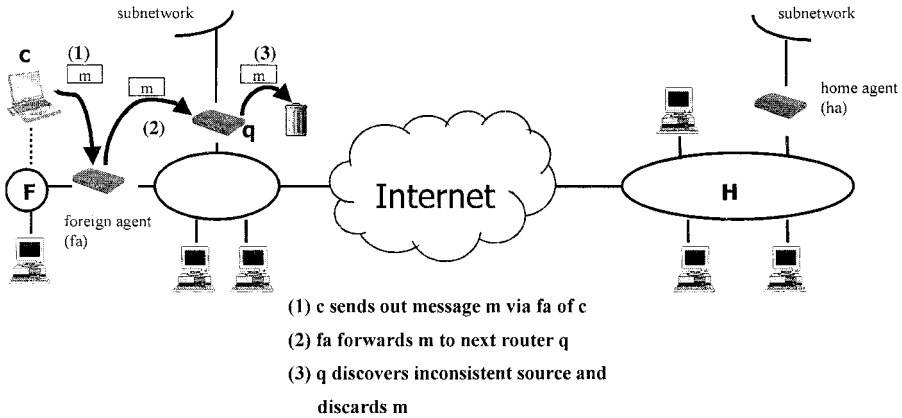 subnetwork
subnetwork
c
(1)
m
m
(3)
m
home agent
(ha)
(2)
q
F
Internet
H
foreign agent
(fa)
(1) c sends out message m via fa of c
(2) fa forwards m to next router q
(3) q discovers inconsistent source and
discards m